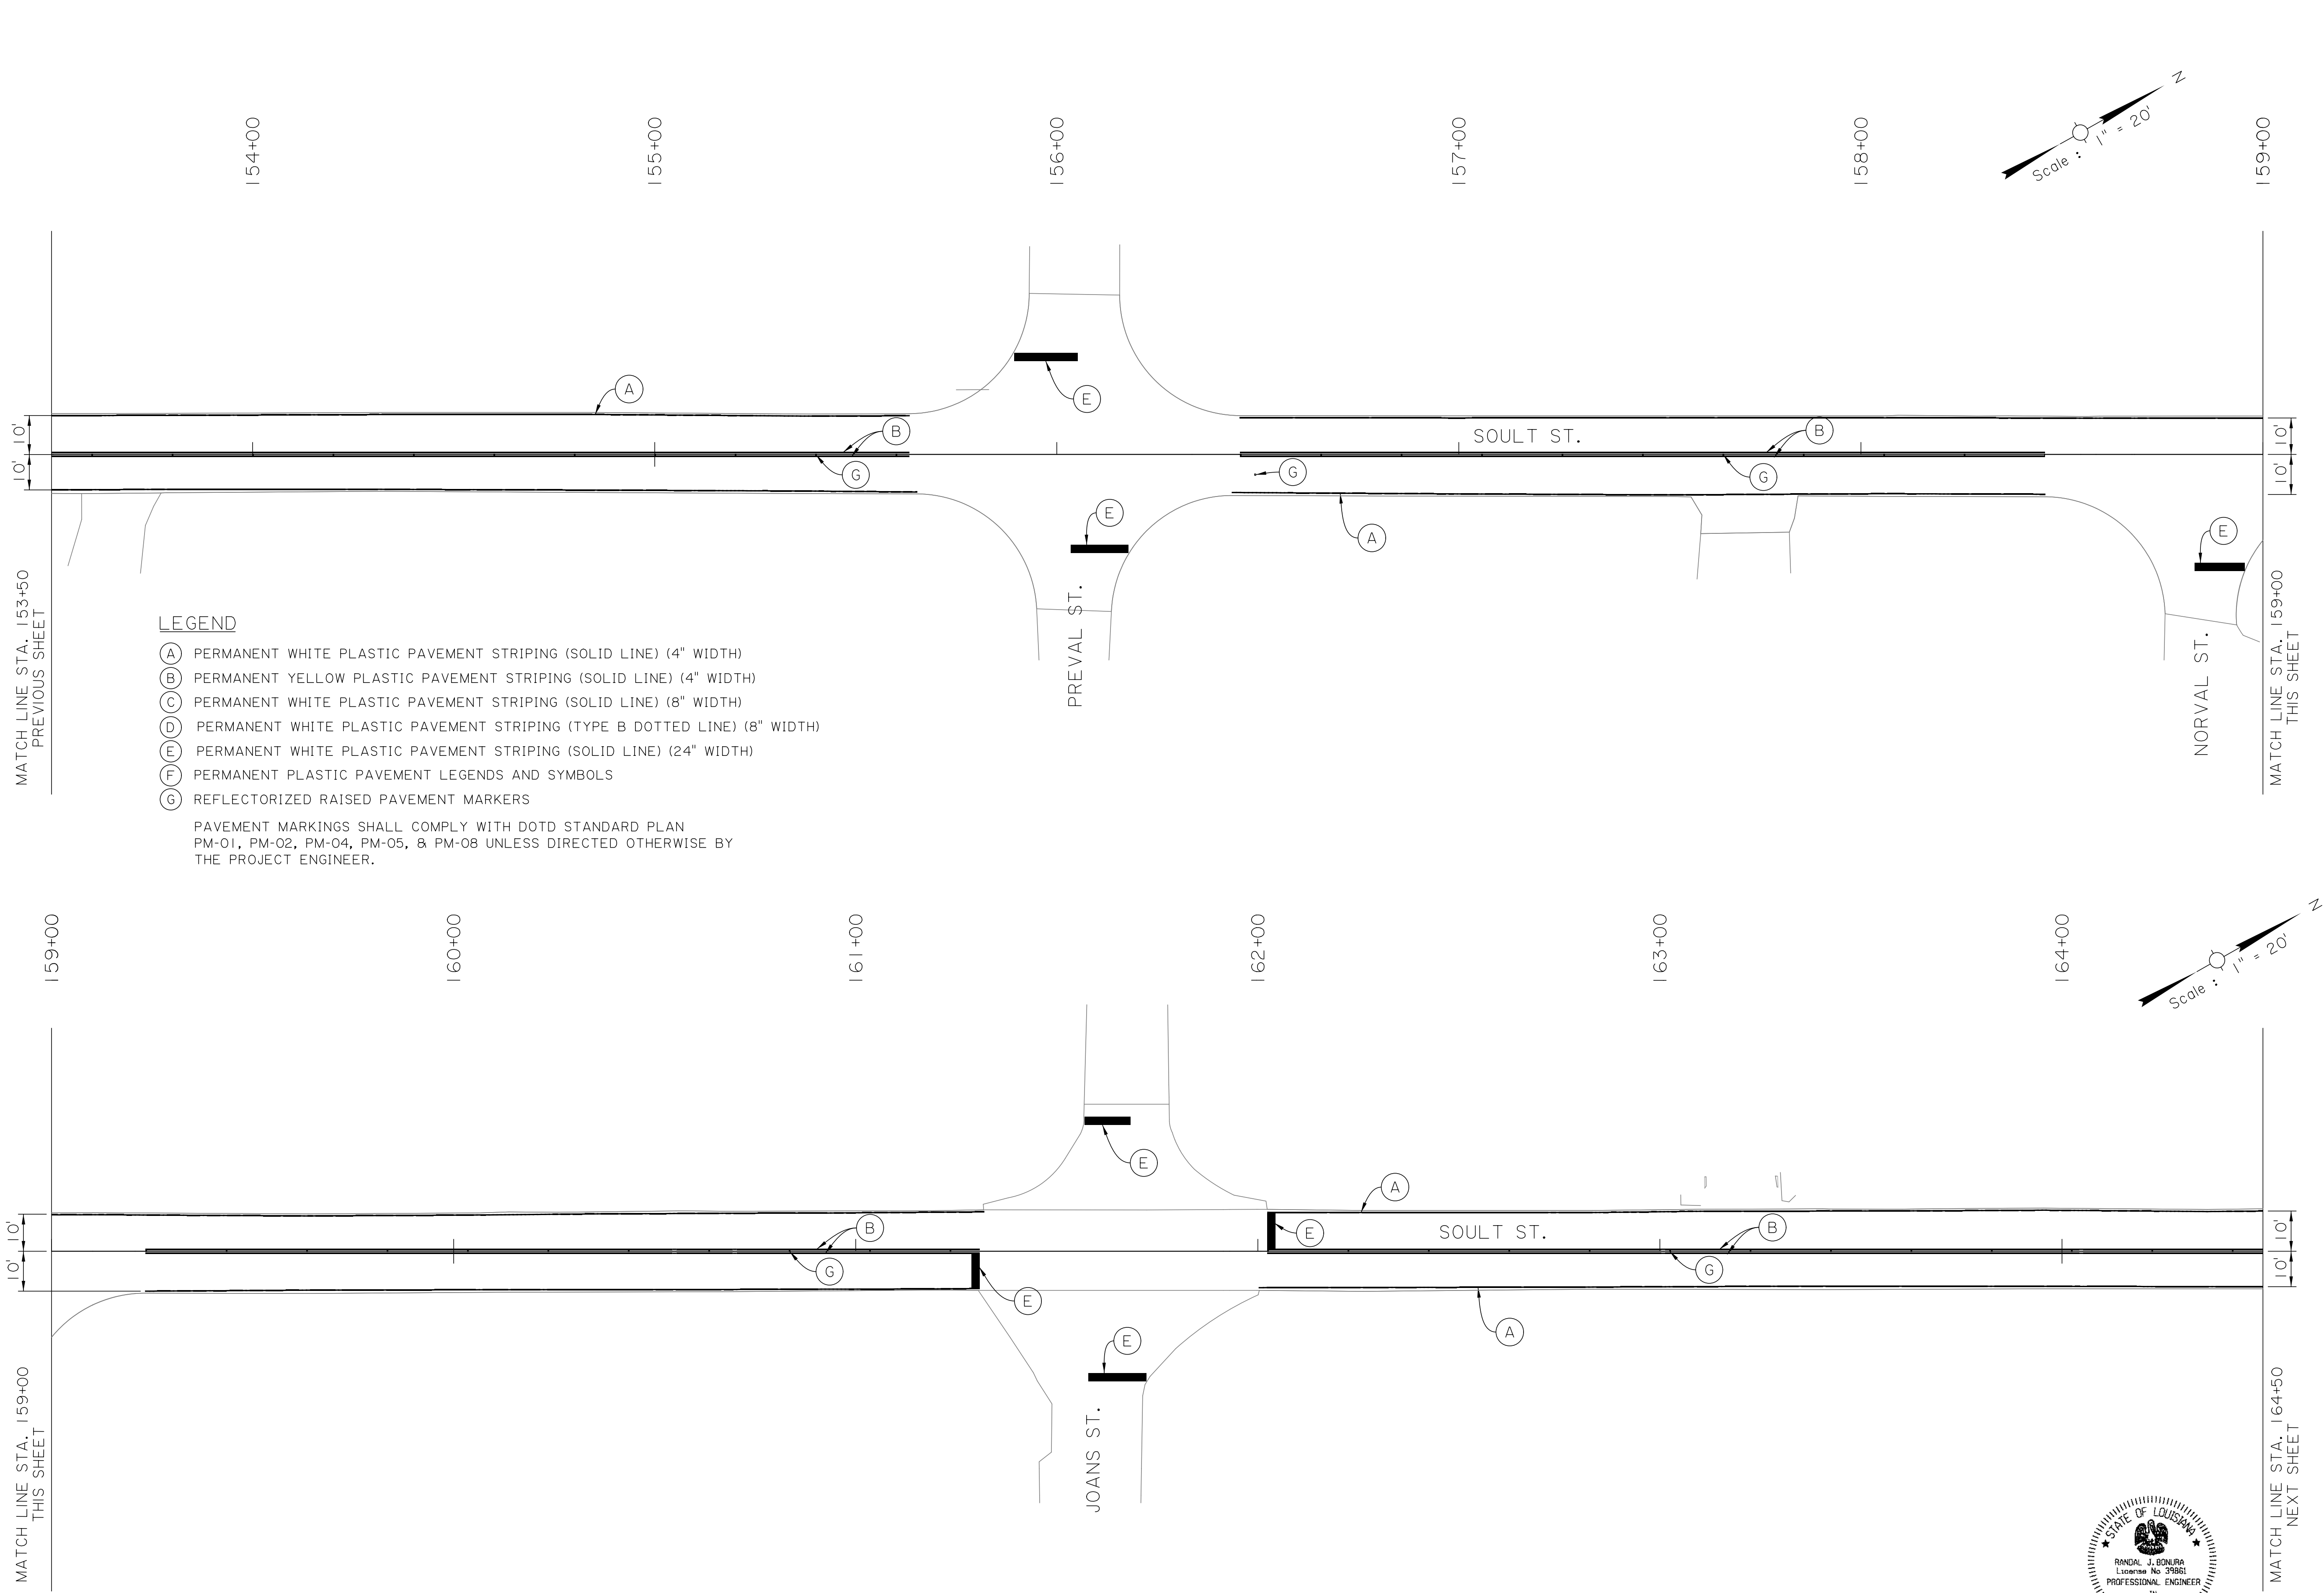 154+00
155+00
156+00
157+00
158+00
159+00
N
Scale : 1" = 20'
A
E
B
SOULT ST.
B
10'
10'
10'
10'
G
G
G
E
A
E
MATCH LINE STA. 153+50
PREVIOUS SHEET
PREVAL ST.
NORVAL ST.
MATCH LINE STA. 159+00
THIS SHEET
LEGEND
A PERMANENT WHITE PLASTIC PAVEMENT STRIPING (SOLID LINE) (4" WIDTH)
B PERMANENT YELLOW PLASTIC PAVEMENT STRIPING (SOLID LINE) (4" WIDTH)
C PERMANENT WHITE PLASTIC PAVEMENT STRIPING (SOLID LINE) (8" WIDTH)
D PERMANENT WHITE PLASTIC PAVEMENT STRIPING (TYPE B DOTTED LINE) (8" WIDTH)
E PERMANENT WHITE PLASTIC PAVEMENT STRIPING (SOLID LINE) (24" WIDTH)
F PERMANENT PLASTIC PAVEMENT LEGENDS AND SYMBOLS
G REFLECTORIZED RAISED PAVEMENT MARKERS
PAVEMENT MARKINGS SHALL COMPLY WITH DOTD STANDARD PLAN
PM-01, PM-02, PM-04, PM-05, & PM-08 UNLESS DIRECTED OTHERWISE BY
THE PROJECT ENGINEER.
159+00
160+00
161+00
162+00
163+00
164+00
N
Scale : 1" = 20'
E
A
B
E
SOULT ST.
B
10'
10'
10'
10'
G
G
E
A
E
MATCH LINE STA. 159+00
THIS SHEET
JOANS ST.
MATCH LINE STA. 164+50
NEXT SHEET
STATE OF LOUISIANA
RANDAL J. BONURA
License No 39861
PROFESSIONAL ENGINEER